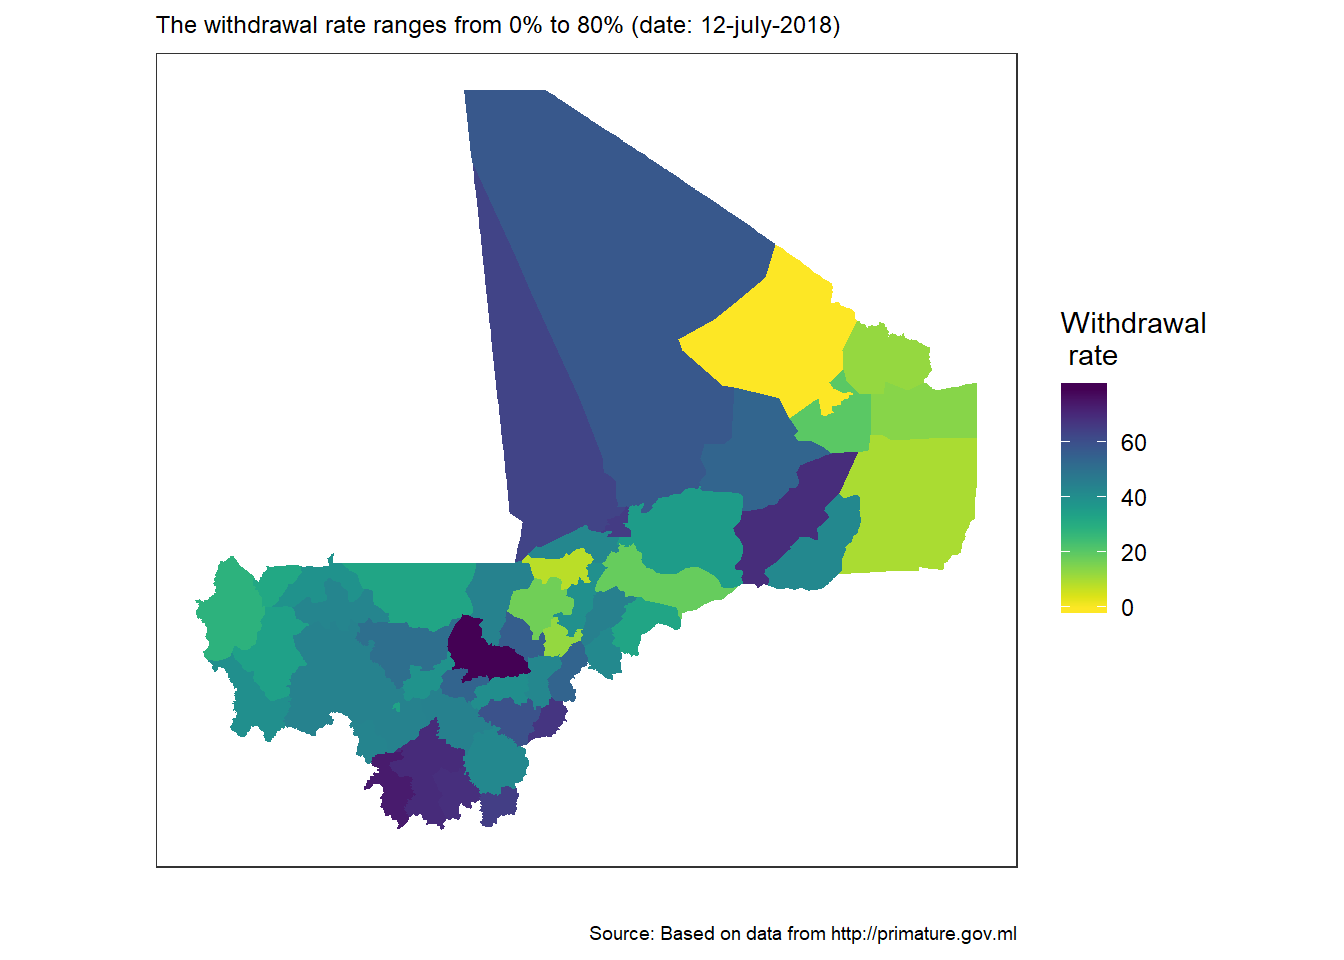 The withdrawal rate ranges from 0% to 80% (date: 12-july-2018)
Withdrawal
rate
60
40
20
0
Source: Based on data from http://primature.gov.ml